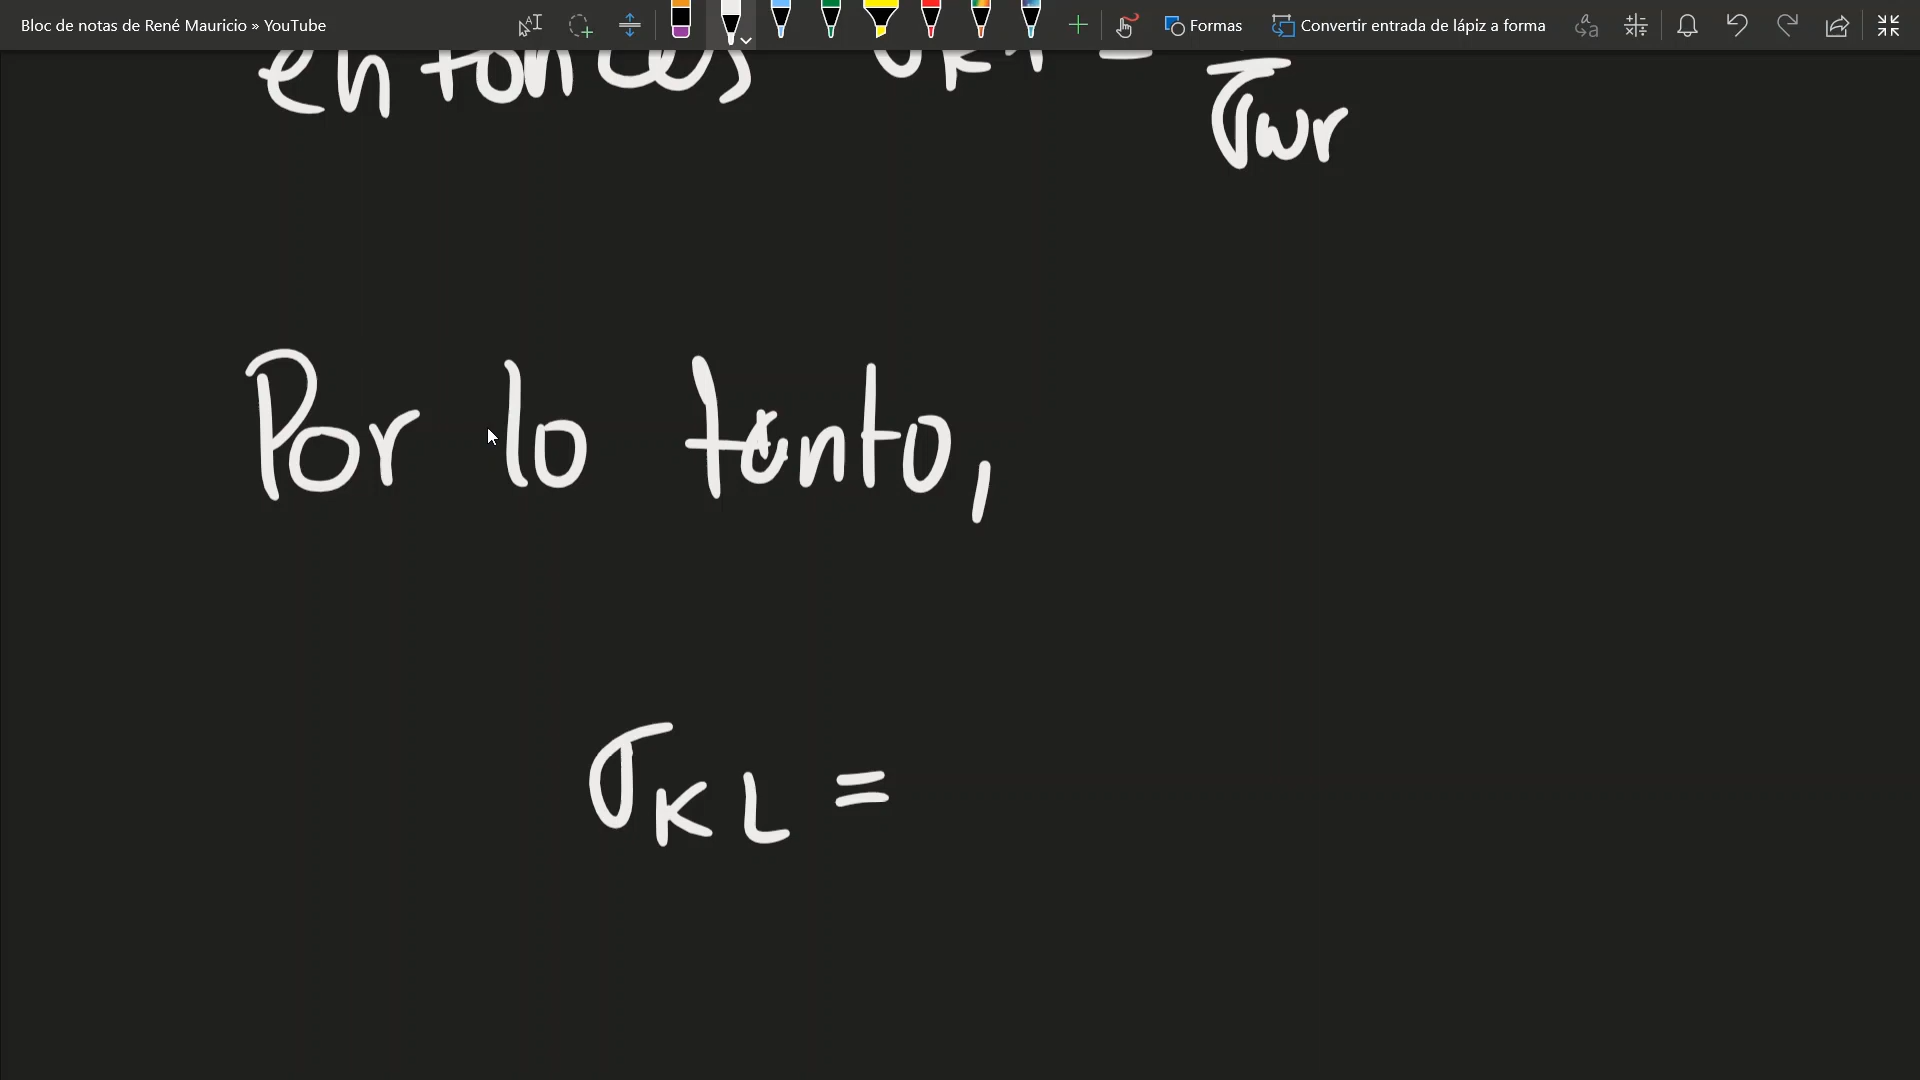 Bloc de notas de René Mauricio » YouTube
Formas
Convertir entrada de lápiz a forma
entonces
σwr
Por lo tanto,
σKL =